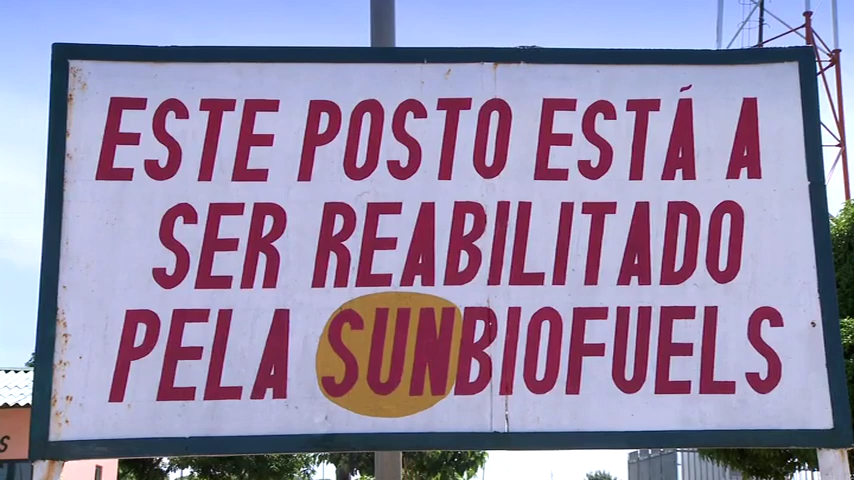 ESTE POSTO ESTÁ A
SER REABILITADO
PELA SUNBIOFUELS
S